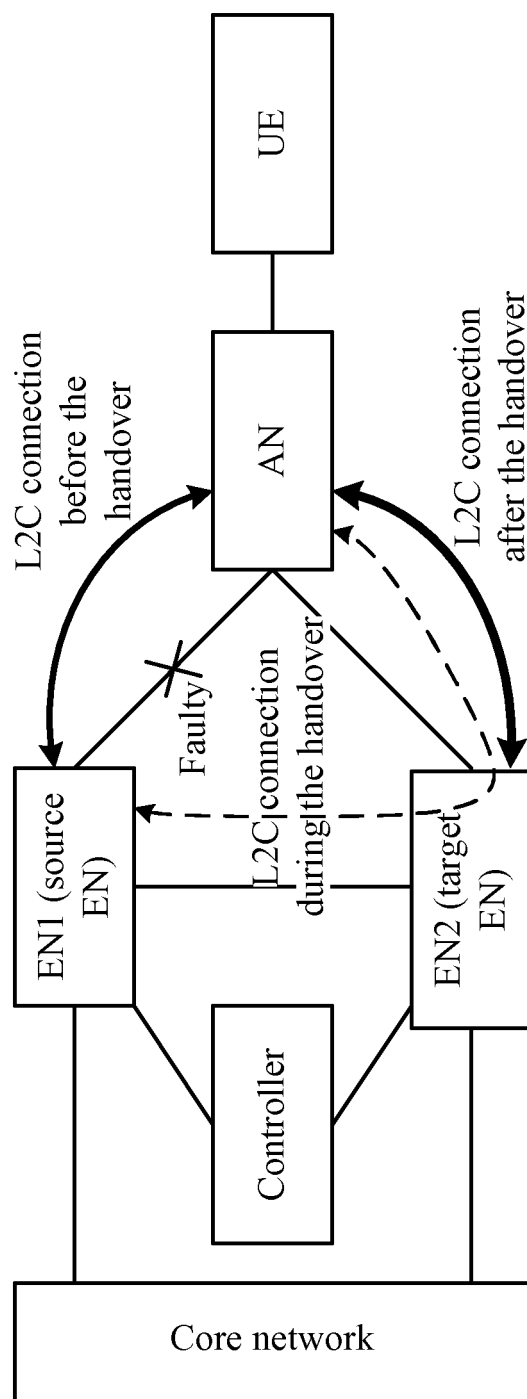 UE
L2C connection
before the
handover
AN
L2C connection
after the handover
Faulty
L2C connection
during the handover
EN1 (source
EN)
EN2 (target
EN)
Controller
Core network